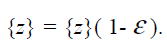 {z} = {z}( 1- ℰ).